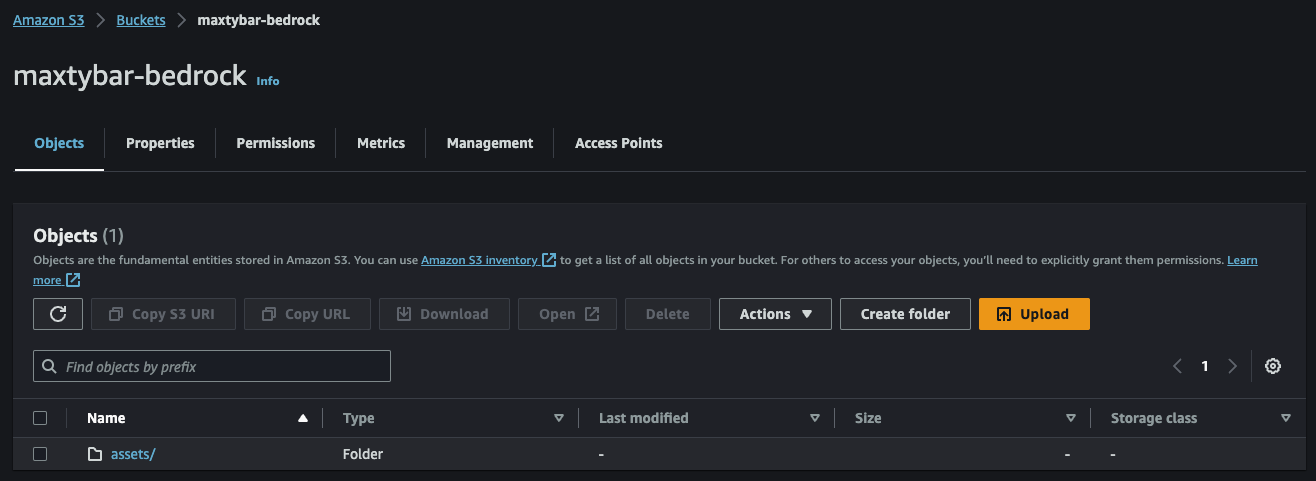 Amazon S3 > Buckets > maxtybar-bedrock
maxtybar-bedrock Info
Objects Properties Permissions Metrics Management Access Points
Objects (1)
Objects are the fundamental entities stored in Amazon S3. You can use Amazon S3 inventory to get a list of all objects in your bucket. For others to access your objects, you’ll need to explicitly grant them permissions. Learn
more
Copy S3 URI Copy URL Download Open Delete Actions Create folder Upload
Find objects by prefix 1
Name Type Last modified Size Storage class
assets/ Folder - - -